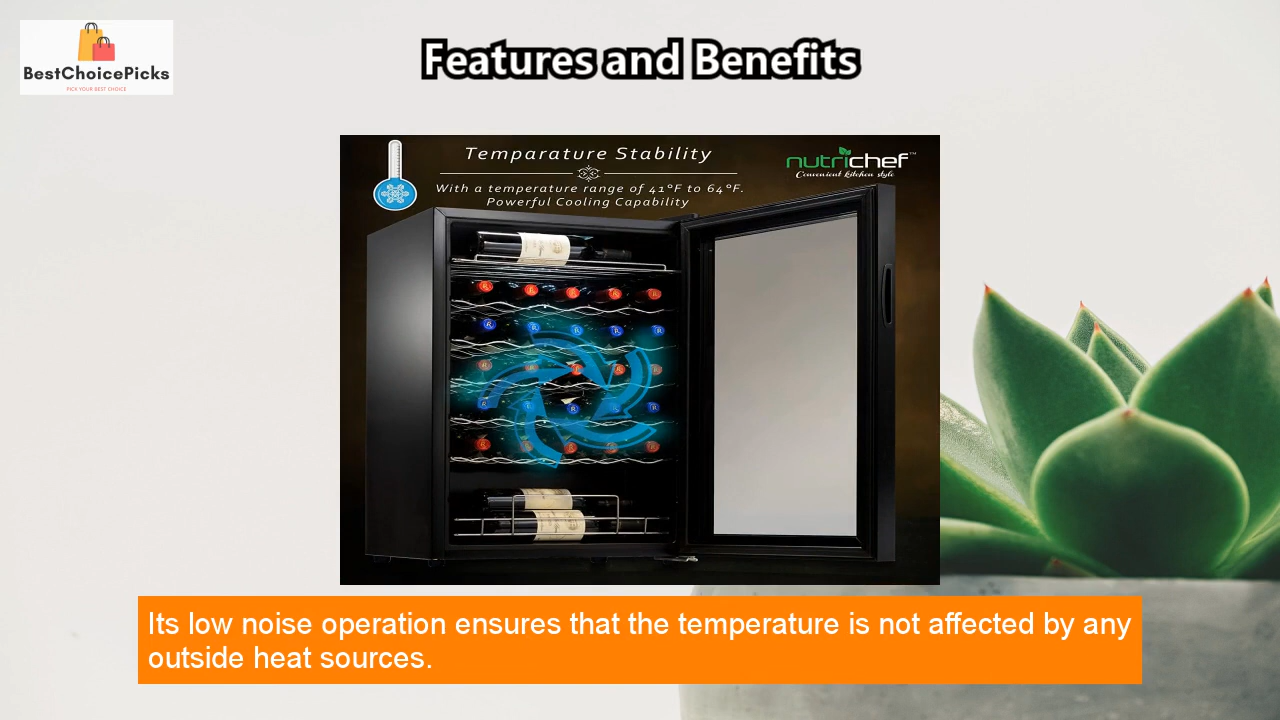 BestChoicePicks
PICK YOUR BEST CHOICE
Features and Benefits
Temparature Stability
With a temperature range of 41°F to 64°F.
Powerful Cooling Capability
nutrichef™
Convenient kitchen style
Its low noise operation ensures that the temperature is not affected by any
outside heat sources.